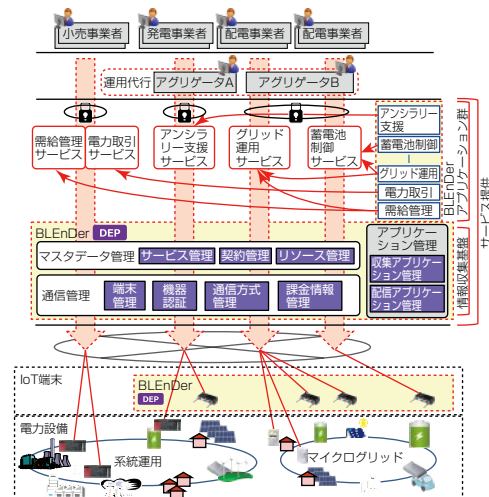 小売事業者
発電事業者
配電事業者
配電事業者
運用代行
アグリゲータA
アグリゲータB
需給管理
サービス
電力取引
サービス
アンシラ
リー支援
サービス
グリッド
運用
サービス
蓄電池
制御
サービス
アンシラリー
支援
蓄電池制御
グリッド運用
電力取引
需給管理
BLEnDer
アプリケーション群
サービス提供
情報収集基盤
BLEnDer DEP
マスタデータ管理
サービス管理
契約管理
リソース管理
通信管理
端末
管理
機器
認証
通信方式
管理
課金情報
管理
アプリケー
ション管理
収集アプリケー
ション管理
配信アプリケー
ション管理
IoT端末
BLEnDer
DEP
電力設備
系統運用
マイクログリッド